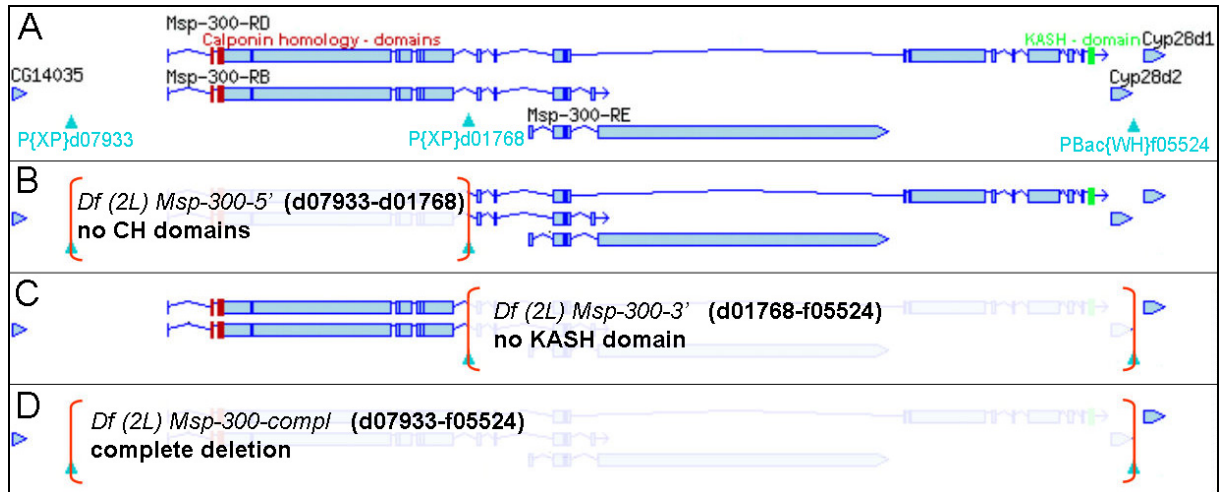 A
Msp-300-RD
Calponin homology - domains
KASH - domain
Cyp28d1
CG14035
Msp-300-RB
Cyp28d2
Msp-300-RE
P{XP}d07933
P{XP}d01768
PBac{WH}f05524
B
Df (2L) Msp-300-5' (d07933-d01768)
no CH domains
C
Df (2L) Msp-300-3' (d01768-f05524)
no KASH domain
D
Df (2L) Msp-300-compl (d07933-f05524)
complete deletion